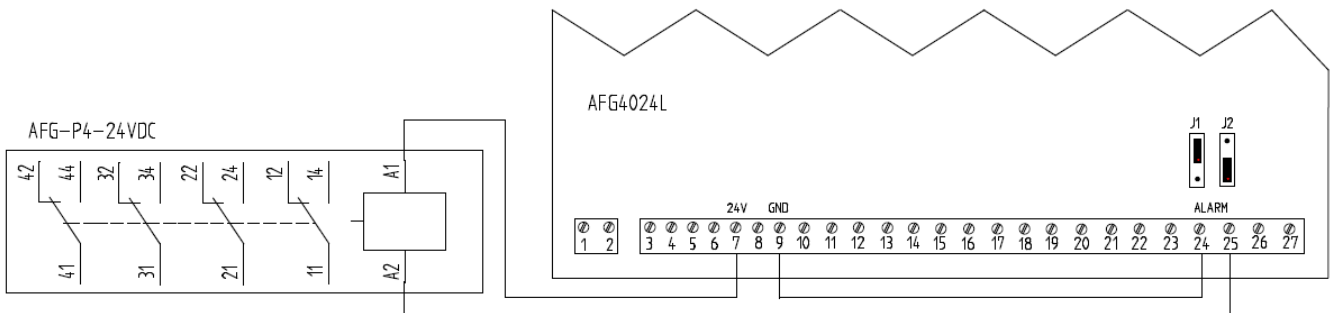 AFG4024L
AFG-P4-24VDC
J1 J2
42 44 32 34 22 24 12 14 A1
24V GND ALARM
1 2 3 4 5 6 7 8 9 10 11 12 13 14 15 16 17 18 19 20 21 22 23 24 25 26 27
41 31 21 11 A2